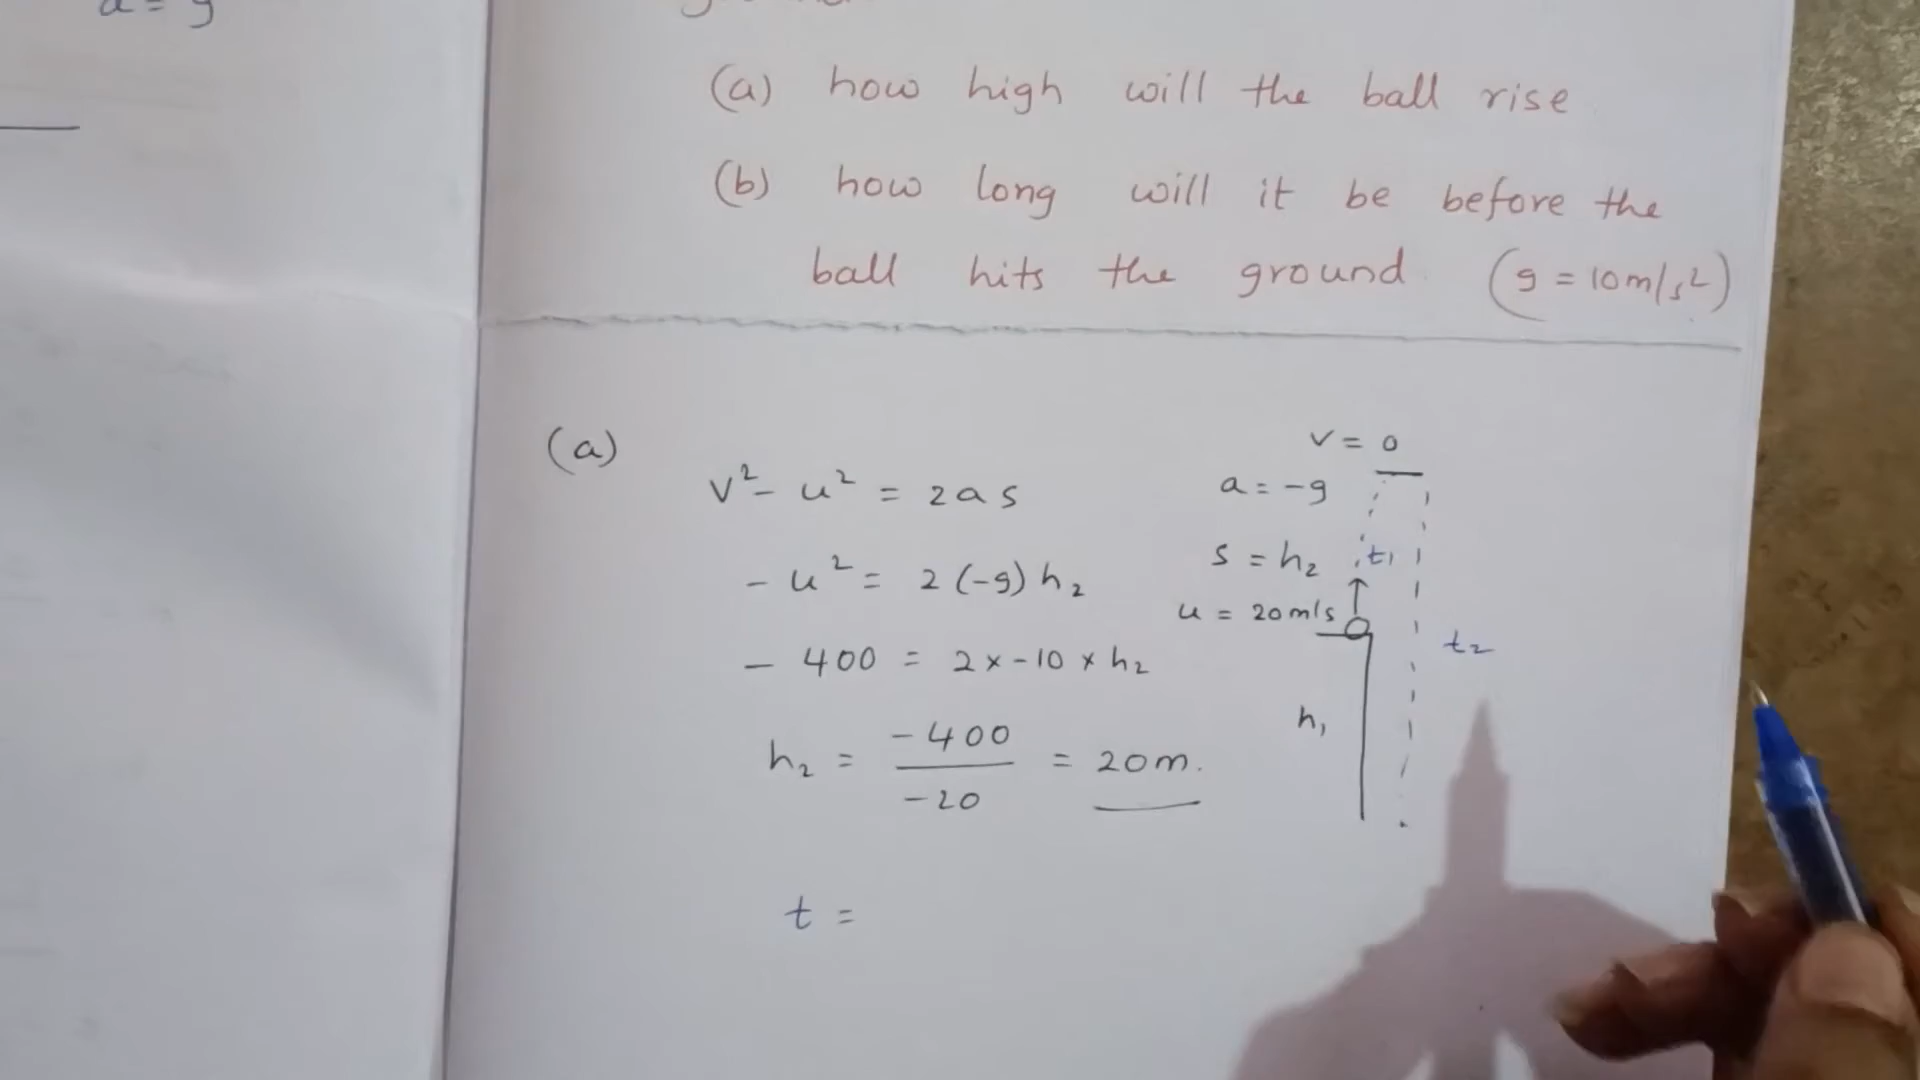 a = g
(a) how high will the ball rise
(b) how long will it be before the
ball hits the ground (g = 10m/s²)
(a)
v² - u² = 2as
- u² = 2(-g)h₂
- 400 = 2 x -10 x h₂
h₂ = -400/-20 = 20m.
t =
v = 0
a = -g
s = h₂ t₁
u = 20m/s
t₂
h₁